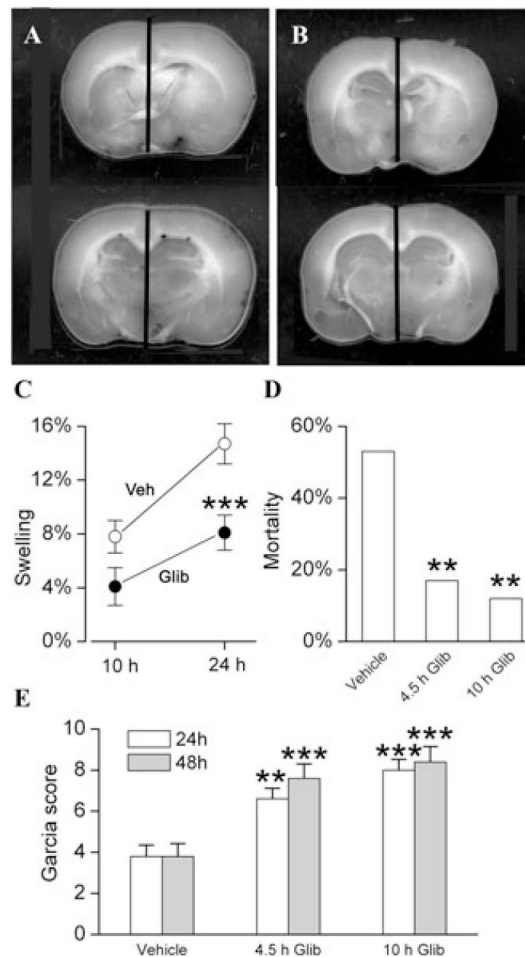 A
B
C
D
16%
12%
8%
4%
0%
Swelling
Veh
***
Glib
10 h
24 h
60%
40%
20%
0%
Mortality
**
**
Vehicle
4.5 h Glib
10 h Glib
E
10
8
6
4
2
0
Garcia score
24h
48h
**
***
***
***
Vehicle
4.5 h Glib
10 h Glib